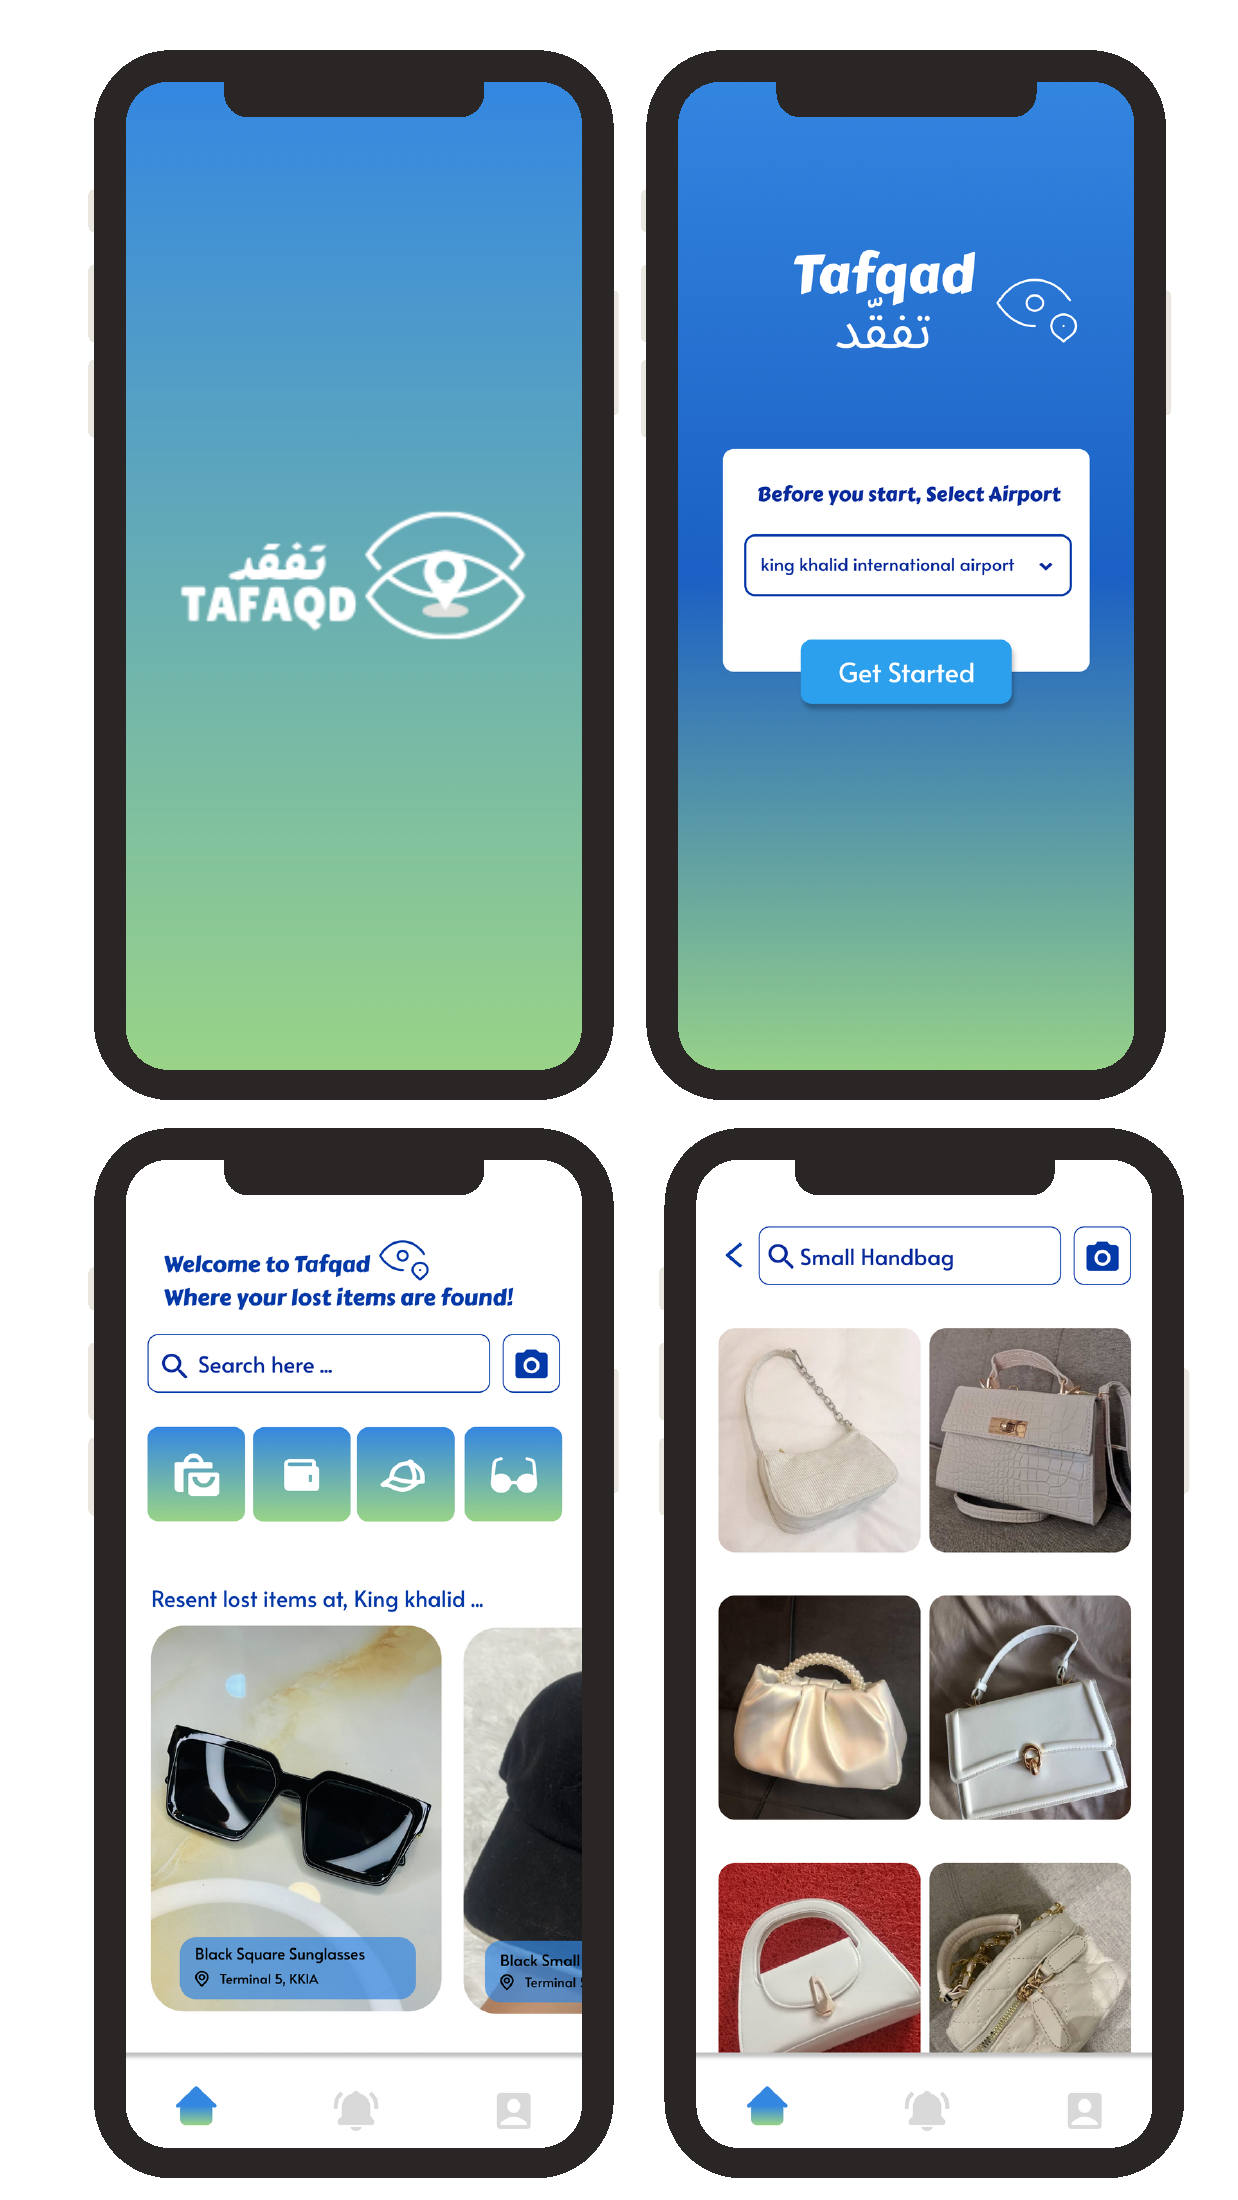 تَفقَد
TAFAQD
Tafqad
تفقّد
Before you start, Select Airport
king khalid international airport
Get Started
Welcome to Tafqad
Where your lost items are found!
Search here ...
Resent lost items at, King khalid ...
Black Square Sunglasses
Terminal 5, KKIA
Black Small
Terminal 5
Small Handbag